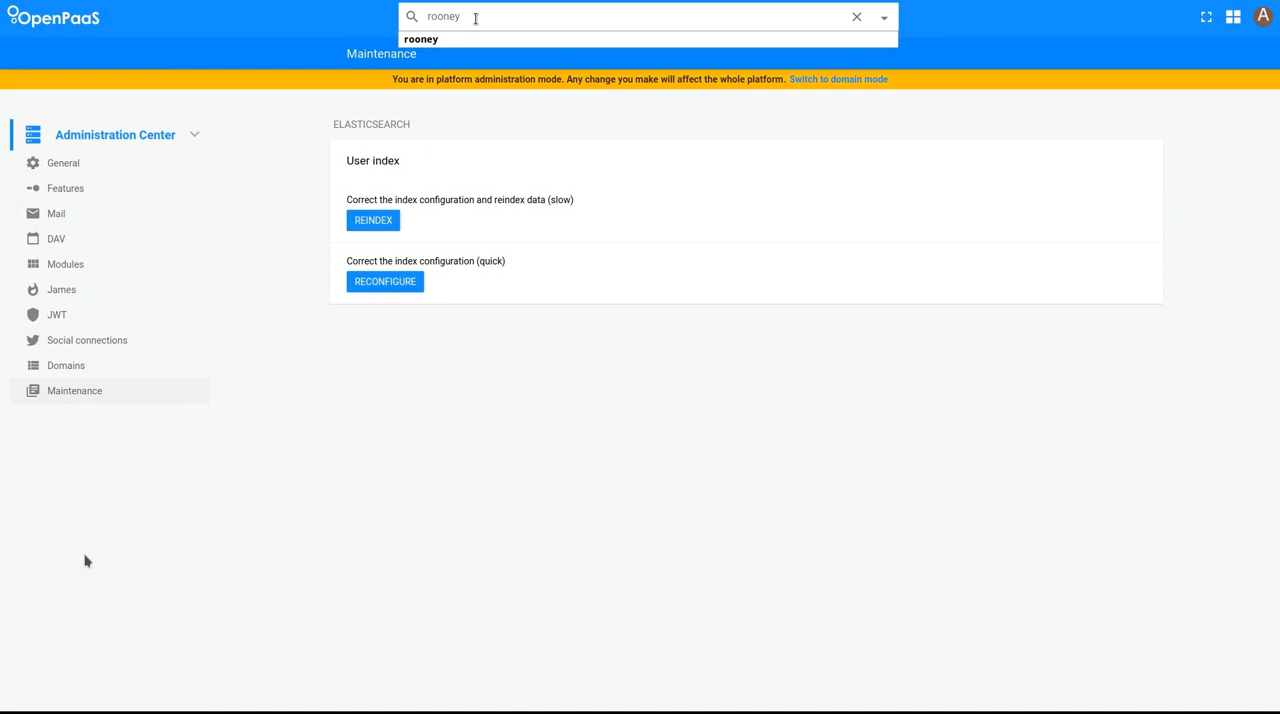 OpenPaaS
rooney
rooney
Maintenance
You are in platform administration mode. Any change you make will affect the whole platform. Switch to domain mode
A
Administration Center
General
Features
Mail
DAV
Modules
James
JWT
Social connections
Domains
Maintenance
ELASTICSEARCH
User index
Correct the index configuration and reindex data (slow)
REINDEX
Correct the index configuration (quick)
RECONFIGURE